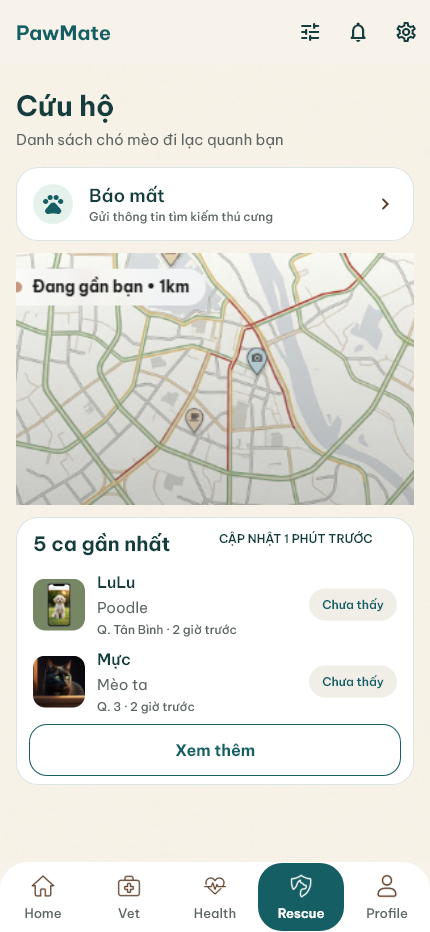 PawMate
Cứu hộ
Danh sách chó mèo đi lạc quanh bạn
Báo mất
Gửi thông tin tìm kiếm thú cưng
Đang gần bạn • 1km
5 ca gần nhất
CẬP NHẬT 1 PHÚT TRƯỚC
LuLu
Poodle
Q. Tân Bình · 2 giờ trước
Chưa thấy
Mực
Mèo ta
Q. 3 · 2 giờ trước
Chưa thấy
Xem thêm
Home
Vet
Health
Rescue
Profile